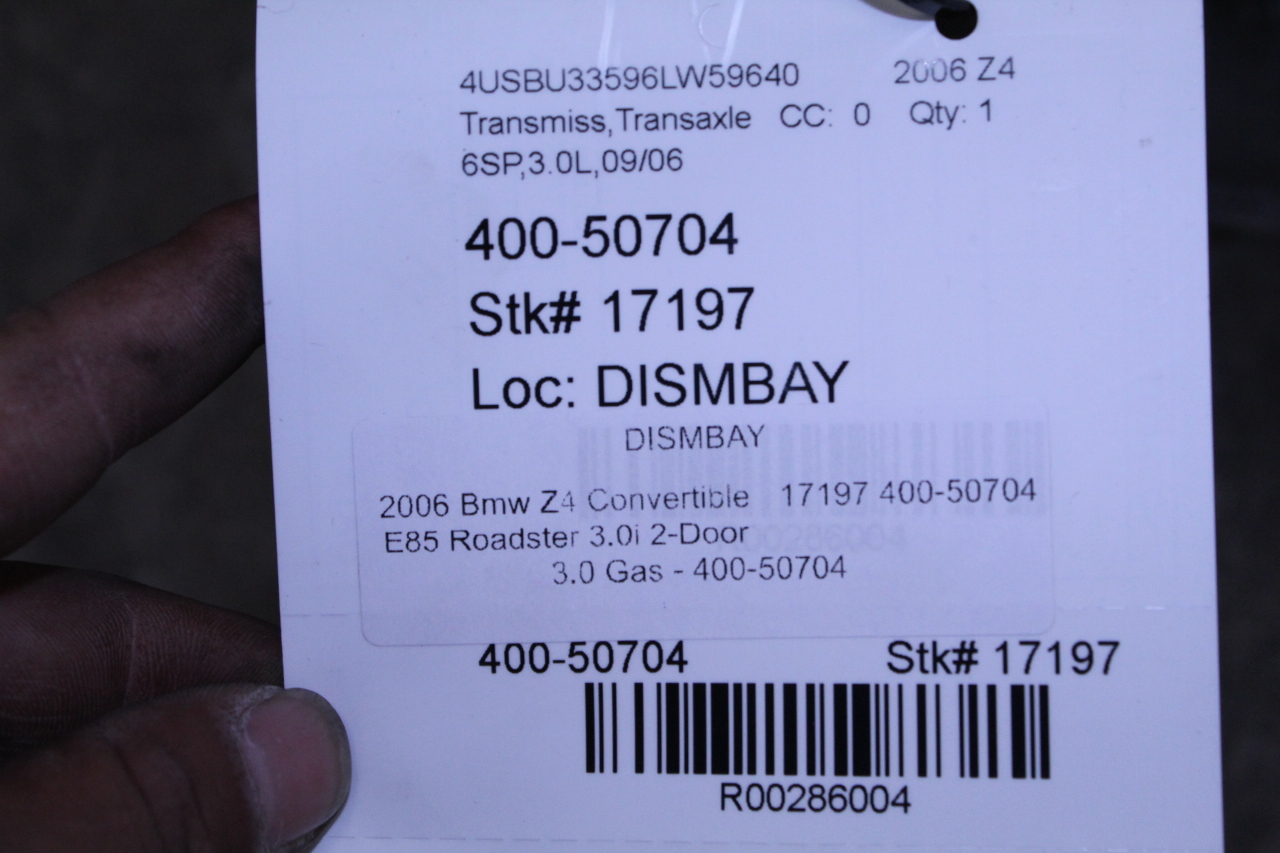 4USBU33596LW59640 2006 Z4
Transmiss,Transaxle CC: 0 Qty: 1
6SP,3.0L,09/06
400-50704
Stk# 17197
Loc: DISMBAY
DISMBAY
2006 Bmw Z4 Convertible 17197 400-50704
E85 Roadster 3.0i 2-Door
R00286004
3.0 Gas - 400-50704
400-50704 Stk# 17197
R00286004